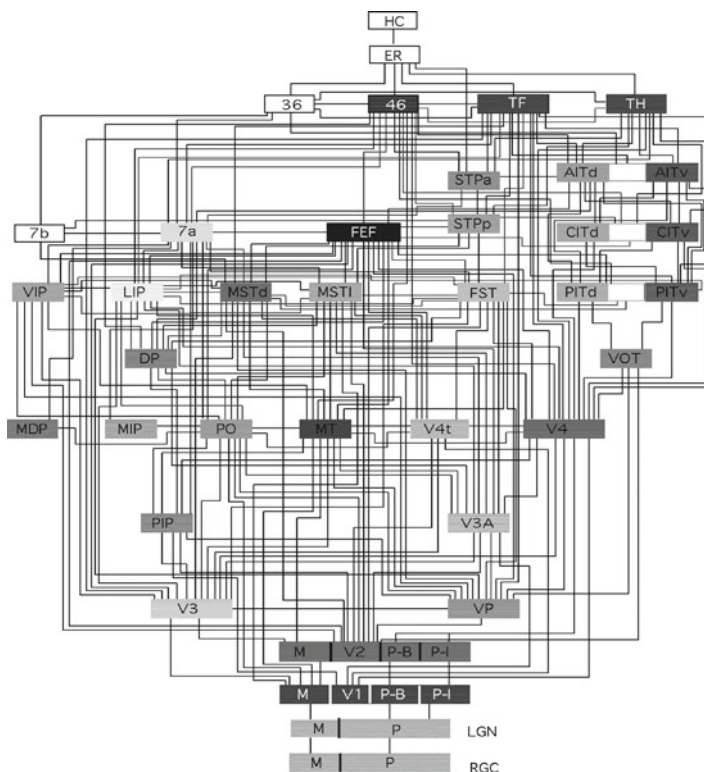 HC
ER
36 46 TF TH
STPa AITd AITv
STPp
7b 7a FEF CITd CITv
VIP LIP MSTd MSTl FST PITd PITv
DP VOT
MDP MIP PO MT V4t V4
PIP V3A
V3 VP
M V2 P-B P-I
M V1 P-B P-I
M P LGN
M P RGC